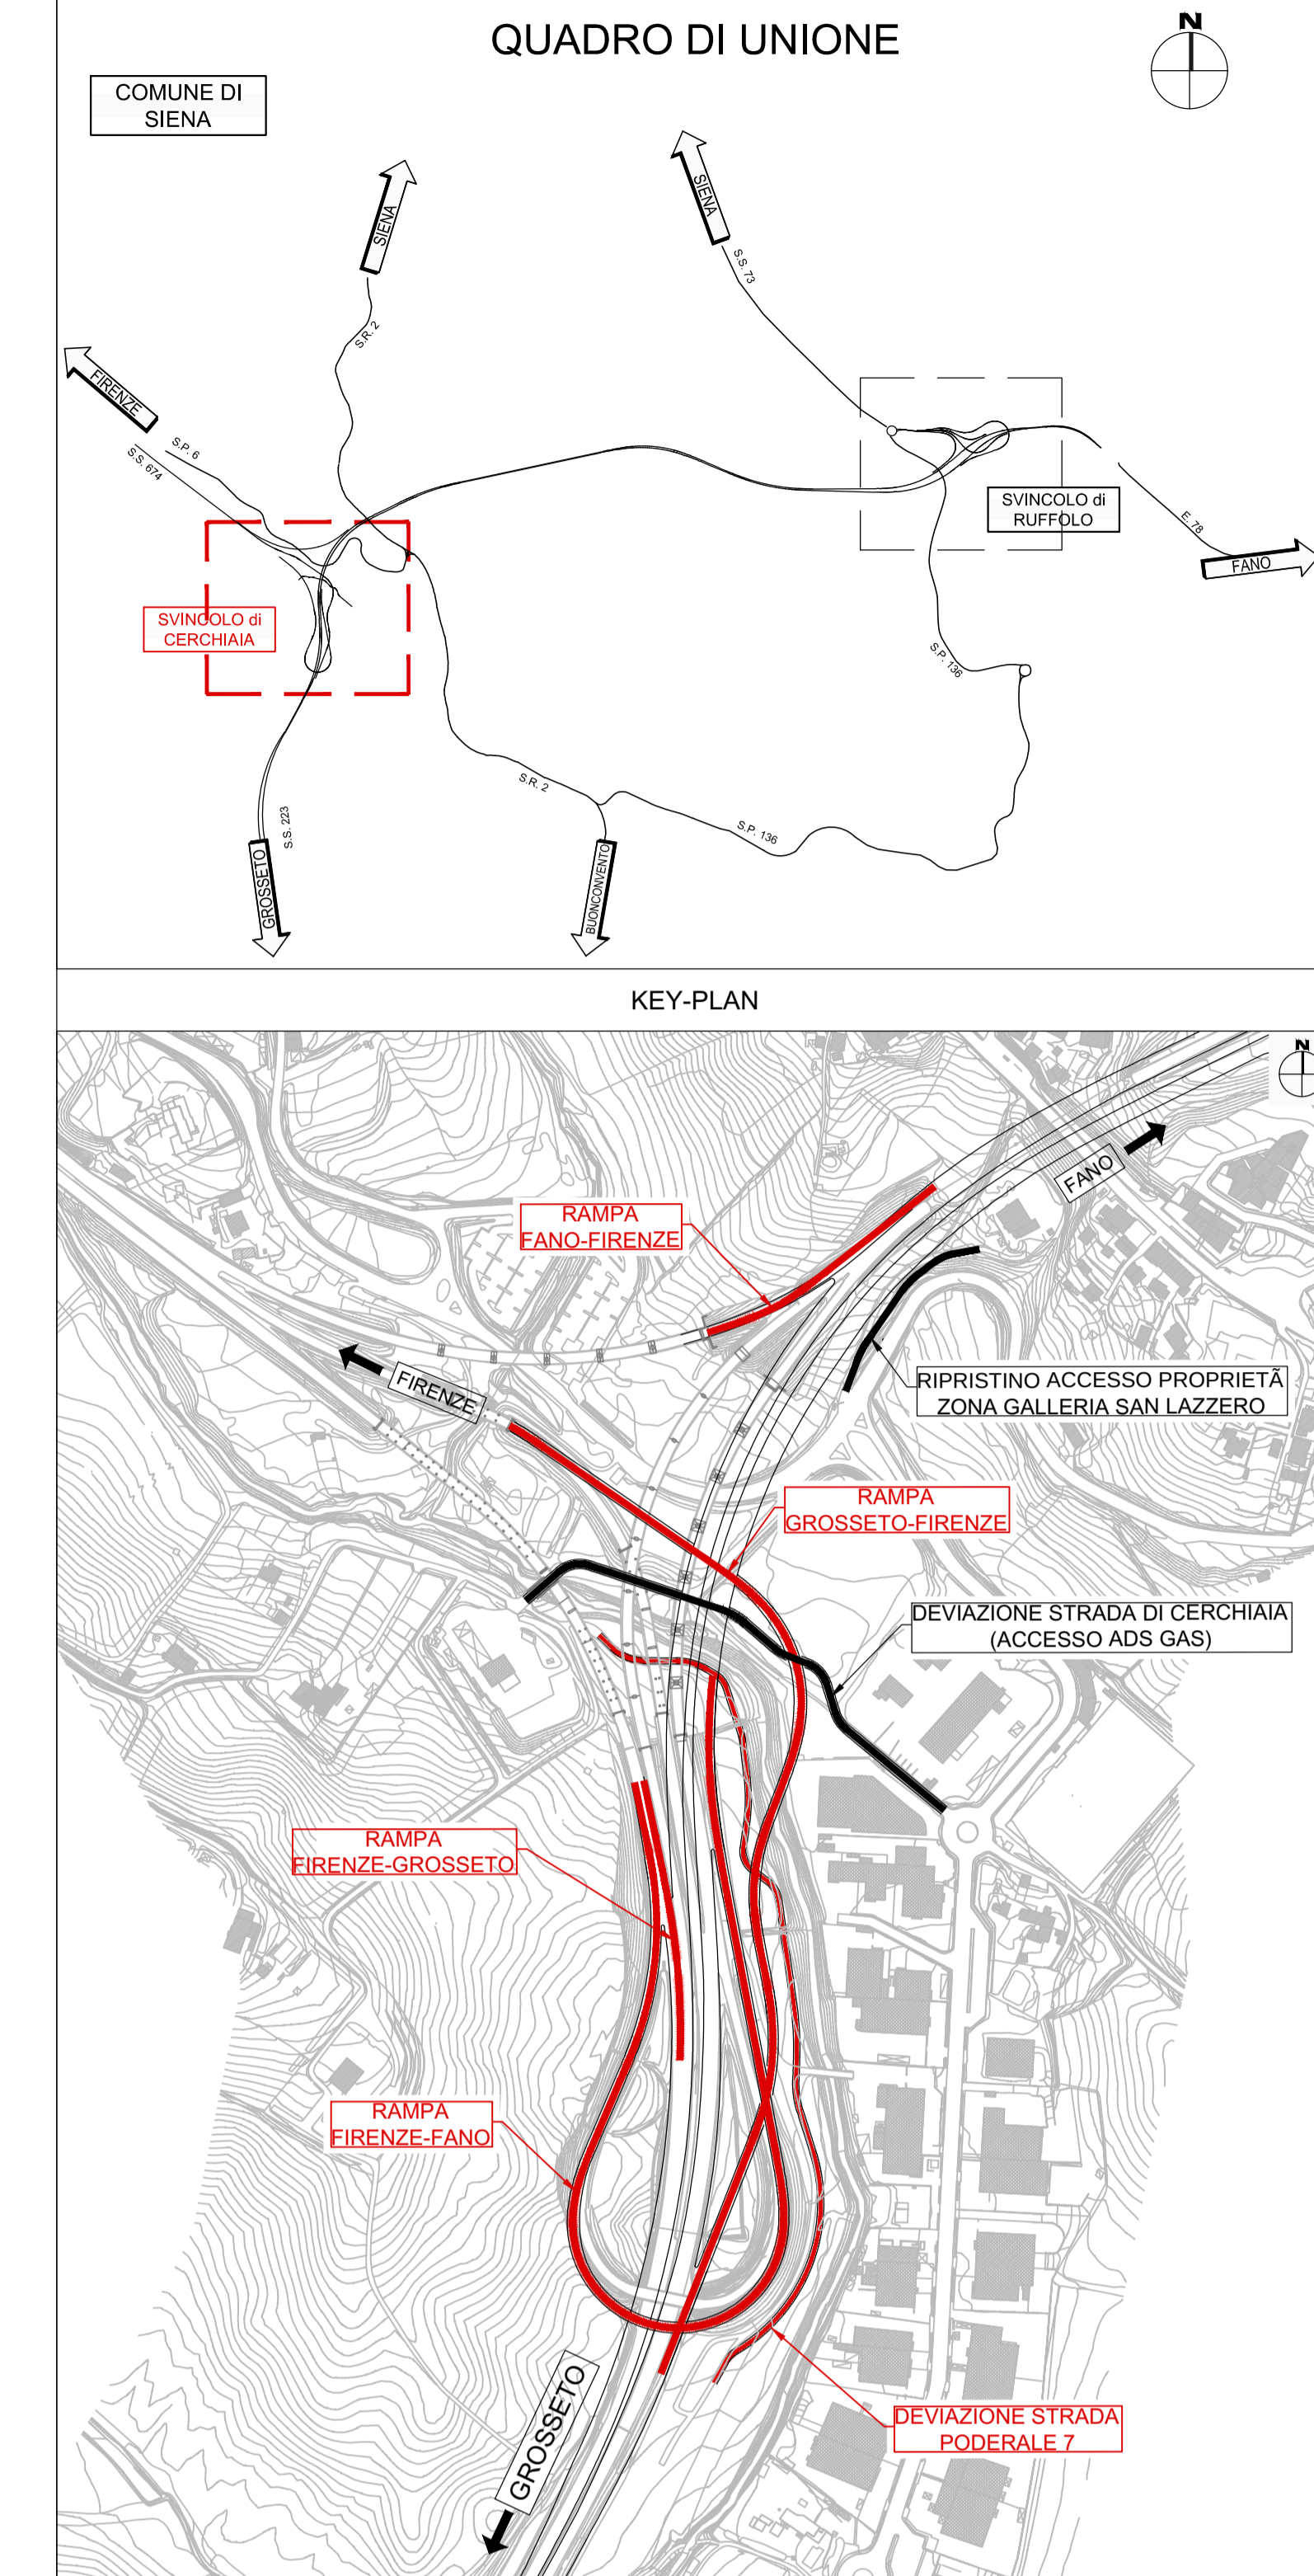 QUADRO DI UNIONE
N
COMUNE DI
SIENA
SIENA
SIENA
S.S. 73
S.R. 2
FIRENZE
S.P. 6
S.S. 674
SVINCOLO di
RUFFOLO
E. 78
FANO
SVINCOLO di
CERCHIAIA
S.P. 136
S.R. 2
S.S. 223
S.P. 136
GROSSETO
BUONCONVENTO
KEY-PLAN
N
FANO
RAMPA
FANO-FIRENZE
FIRENZE
RIPRISTINO ACCESSO PROPRIETÃ
ZONA GALLERIA SAN LAZZERO
RAMPA
GROSSETO-FIRENZE
DEVIAZIONE STRADA DI CERCHIAIA
(ACCESSO ADS GAS)
RAMPA
FIRENZE-GROSSETO
RAMPA
FIRENZE-FANO
GROSSETO
DEVIAZIONE STRADA
PODERALE 7